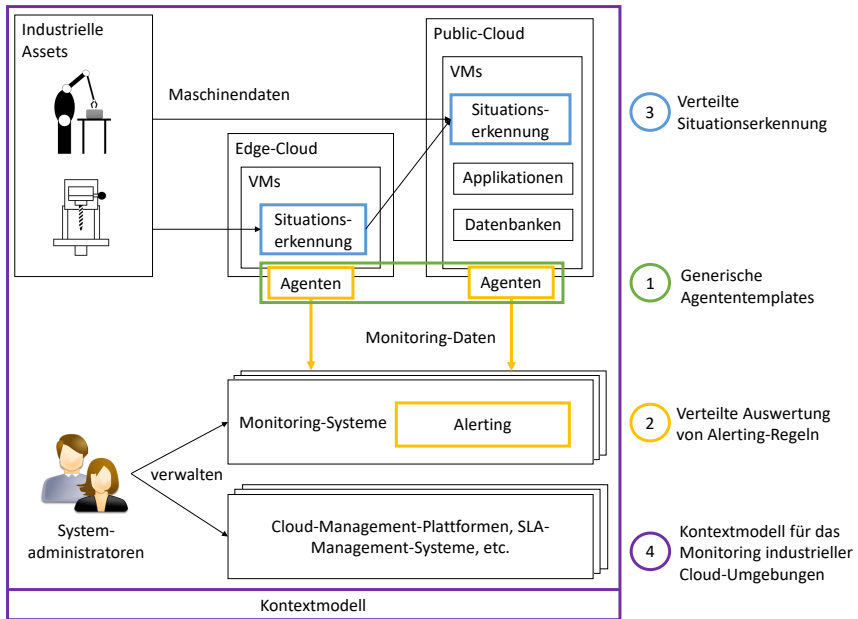 Industrielle
Assets
Maschinendaten
Public-Cloud
VMs
Situations-
erkennung
Applikationen
Datenbanken
Edge-Cloud
VMs
Situations-
erkennung
Agenten
Agenten
Monitoring-Daten
Monitoring-Systeme
Alerting
verwalten
System-
administratoren
Cloud-Management-Plattformen, SLA-
Management-Systeme, etc.
Kontextmodell
3
Verteilte
Situationserkennung
1
Generische
Agententemplates
2
Verteilte Auswertung
von Alerting-Regeln
4
Kontextmodell für das
Monitoring industrieller
Cloud-Umgebungen